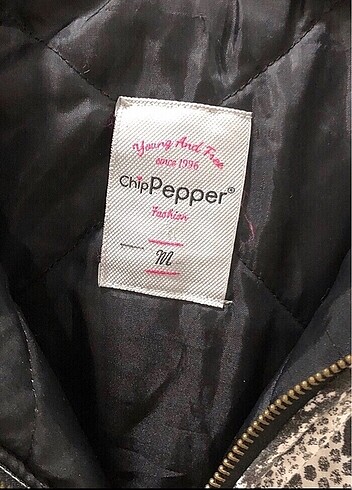 Young And Free
since 1996
ChipPepper®
Fashion
M